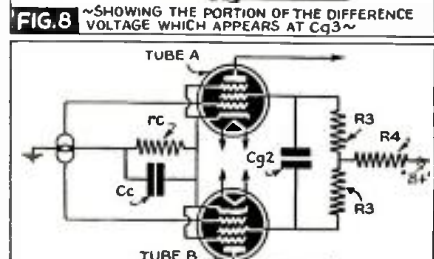 FIG.8 ~SHOWING THE PORTION OF THE DIFFERENCE
VOLTAGE WHICH APPEARS AT Cg3~
TUBE A
rc
R3
R4
Cg2
Cc
B+
R3
TUBE B